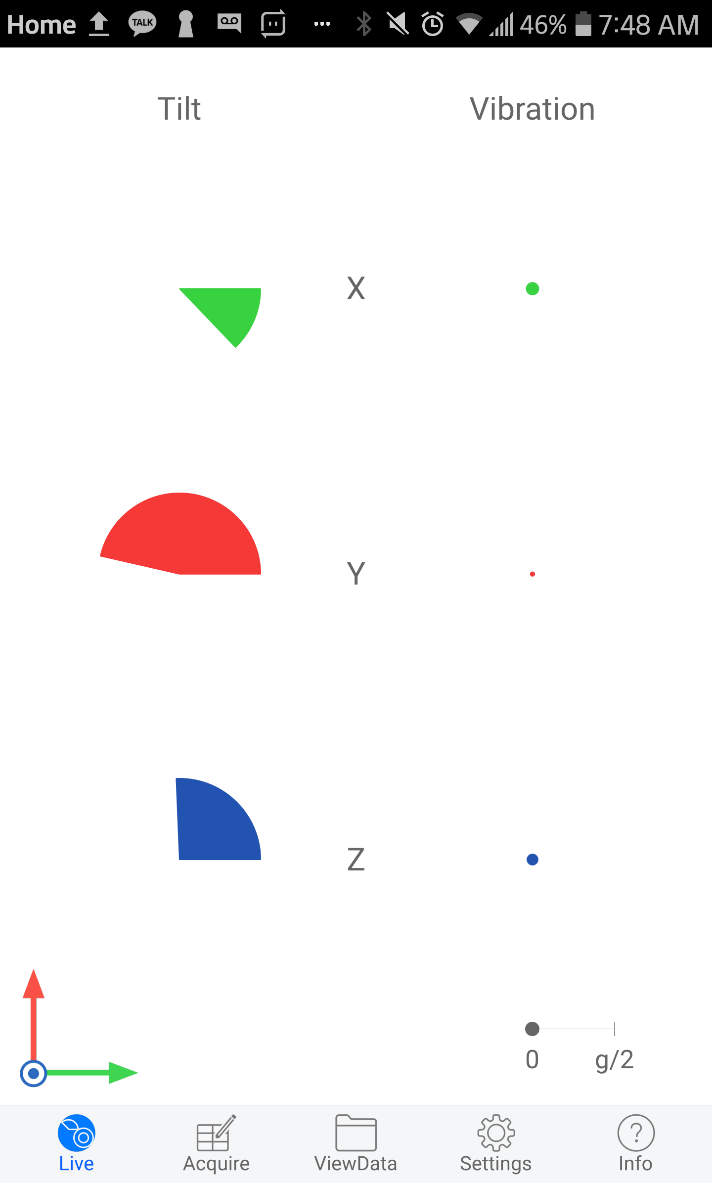 Home TALK 46% 7:48 AM
Tilt Vibration
X
Y
Z
0 g/2
Live Acquire ViewData Settings ? Info